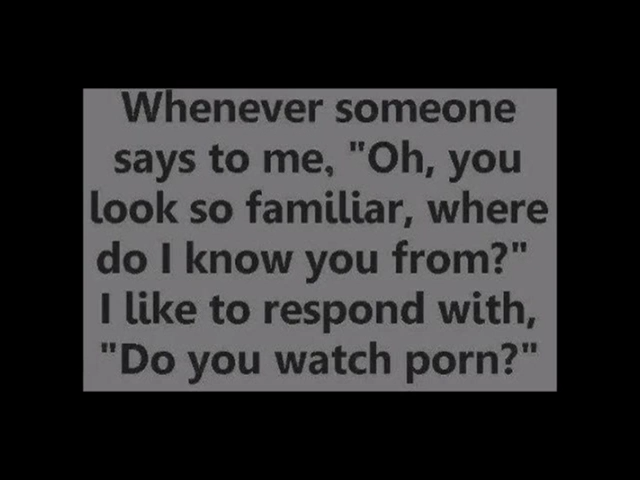 Whenever someone
says to me, "Oh, you
look so familiar, where
do I know you from?"
I like to respond with,
"Do you watch porn?"